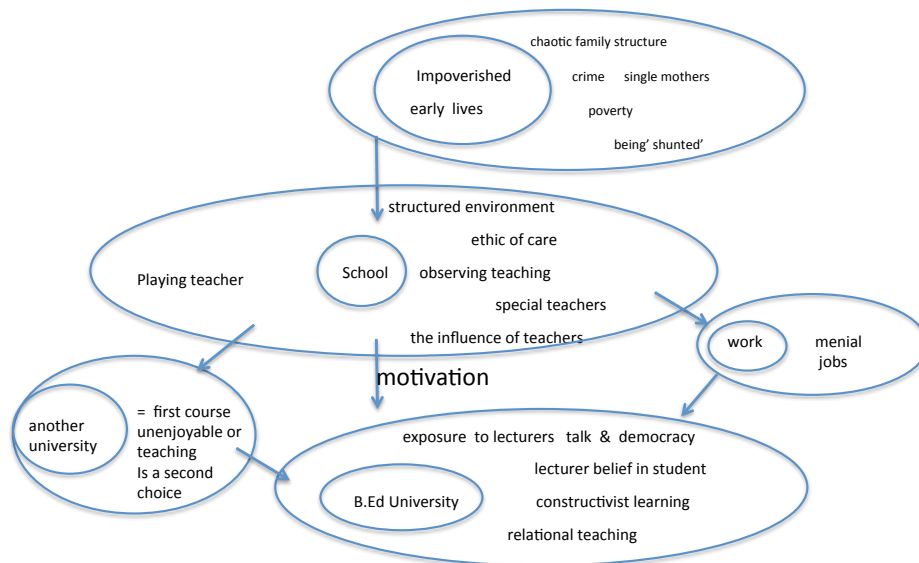 chaotic family structure
Impoverished
early lives
crime single mothers
poverty
being' shunted'
structured environment
ethic of care
Playing teacher
School
observing teaching
special teachers
the influence of teachers
work
menial
jobs
motivation
another
university
= first course
unenjoyable or
teaching
Is a second
choice
exposure to lecturers talk & democracy
lecturer belief in student
B.Ed University
constructivist learning
relational teaching